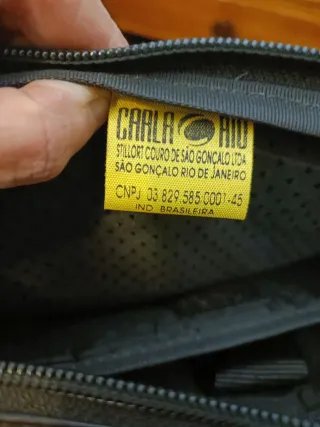 CARLA RIO
STILLORT COURO DE SÃO GONÇALO LTDA
SÃO GONÇALO RIO DE JANEIRO
CNPJ 03.829.585.0001-45
IND BRASILEIRA